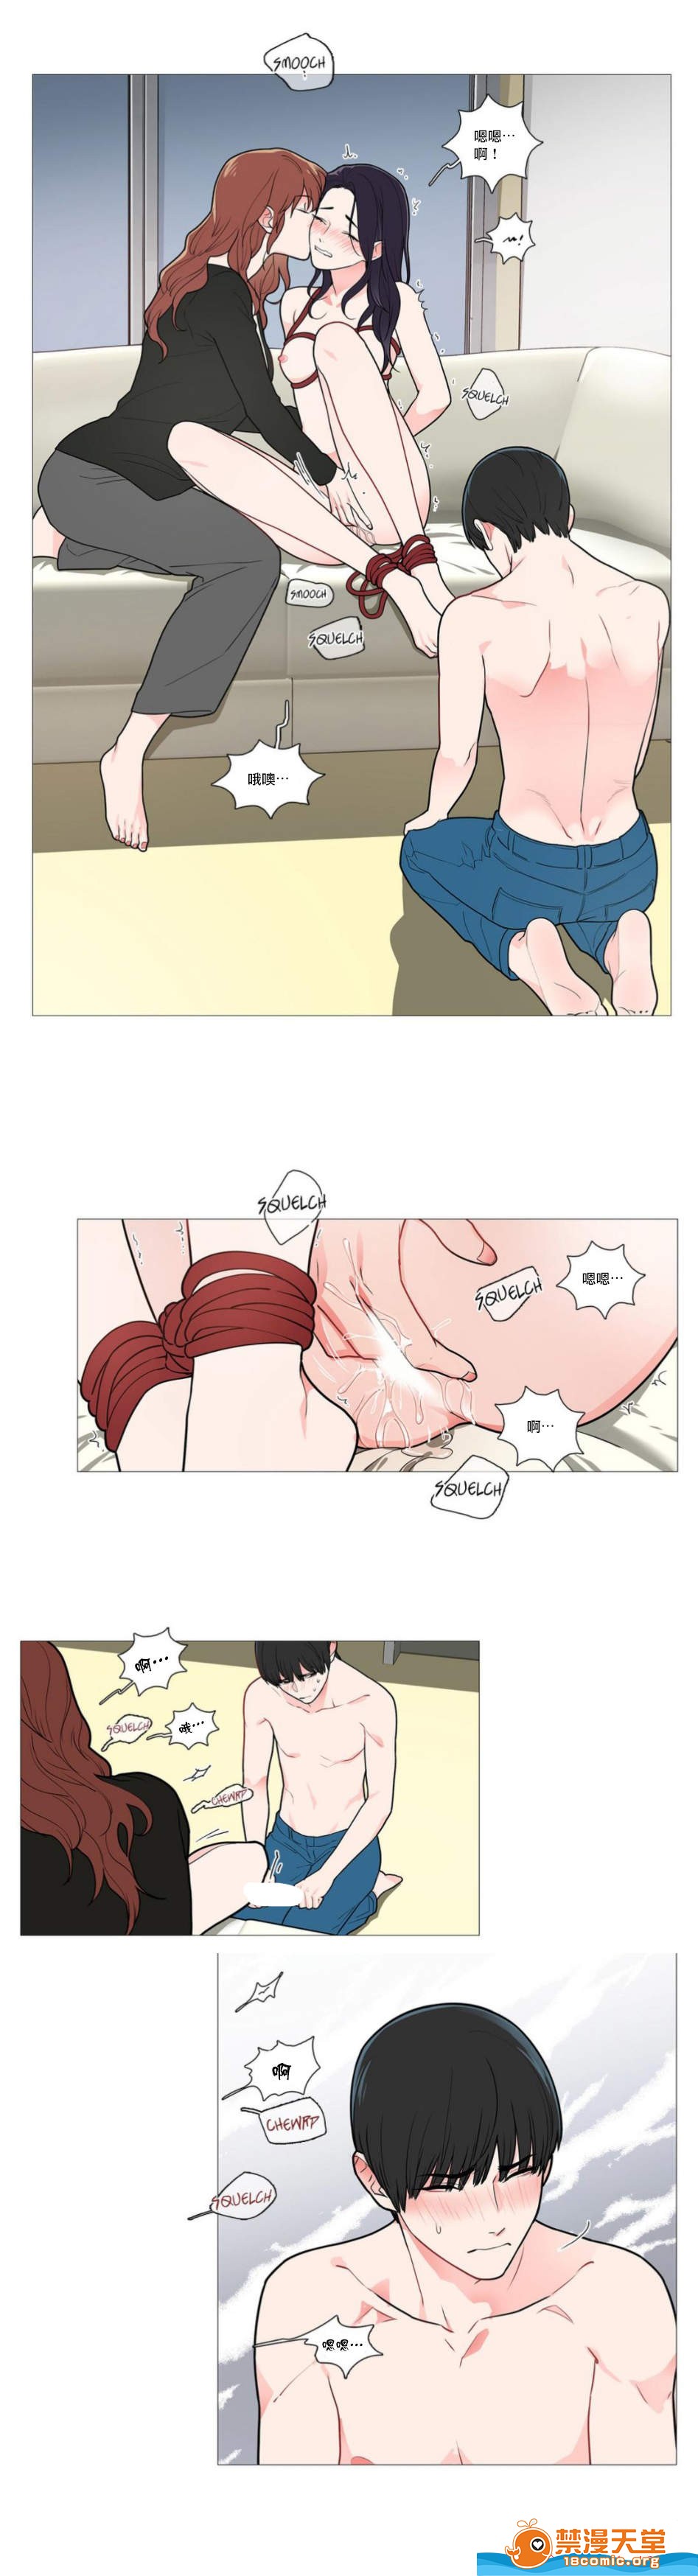 SMOOCH
嗯嗯…
啊！
SQUELCH
SMOOCH
SQUELCH
哦噢…
SQUELCH
嗯嗯…
SQUELCH
啊…
SQUELCH
啊…
SQUELCH
哦…
CHEWRP
啊
CHEWRP
SQUELCH
嗯嗯…
禁漫天堂
18comic.org